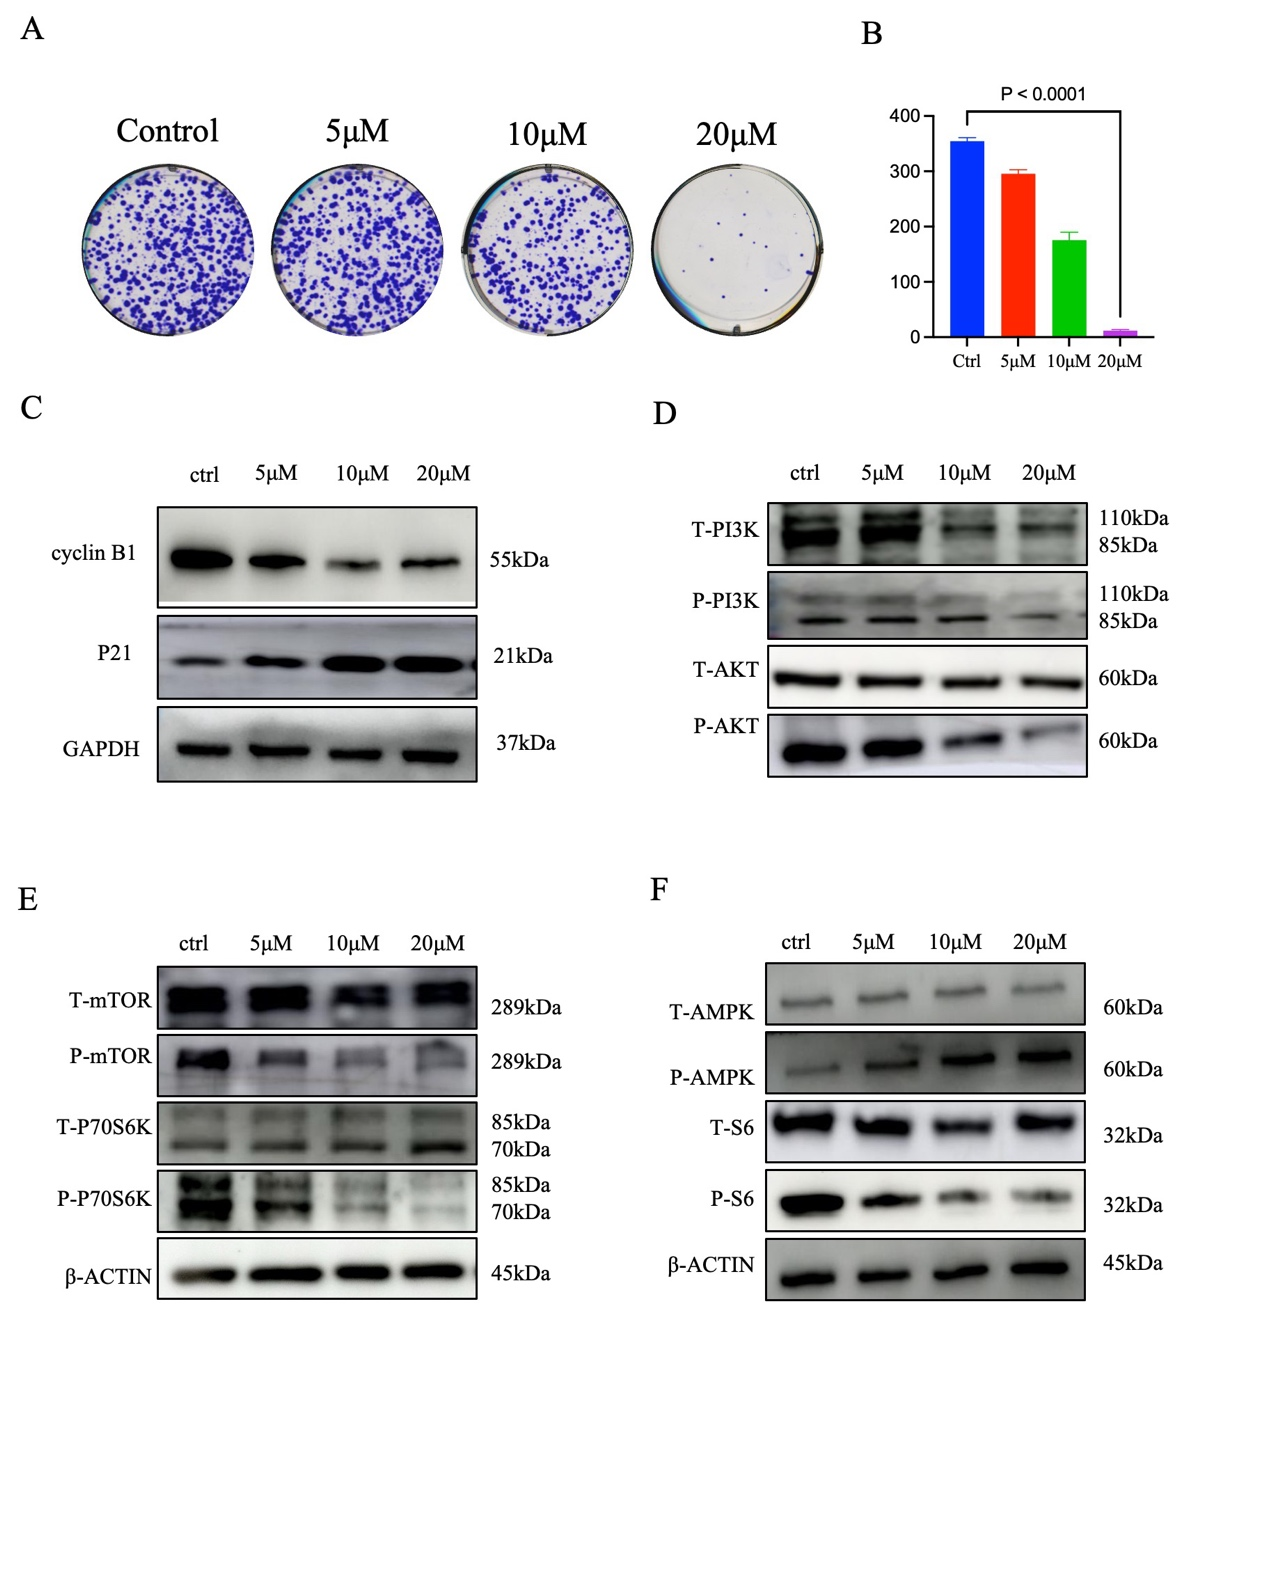 A
B
Control 5μM 10μM 20μM
P < 0.0001
400
300
200
100
0
Ctrl 5μM 10μM 20μM
C
D
ctrl 5μM 10μM 20μM
cyclin B1 55kDa
P21 21kDa
GAPDH 37kDa
ctrl 5μM 10μM 20μM
T-PI3K 110kDa
85kDa
P-PI3K 110kDa
85kDa
T-AKT 60kDa
P-AKT 60kDa
E
F
ctrl 5μM 10μM 20μM
T-mTOR 289kDa
P-mTOR 289kDa
T-P70S6K 85kDa
70kDa
P-P70S6K 85kDa
70kDa
β-ACTIN 45kDa
ctrl 5μM 10μM 20μM
T-AMPK 60kDa
P-AMPK 60kDa
T-S6 32kDa
P-S6 32kDa
β-ACTIN 45kDa